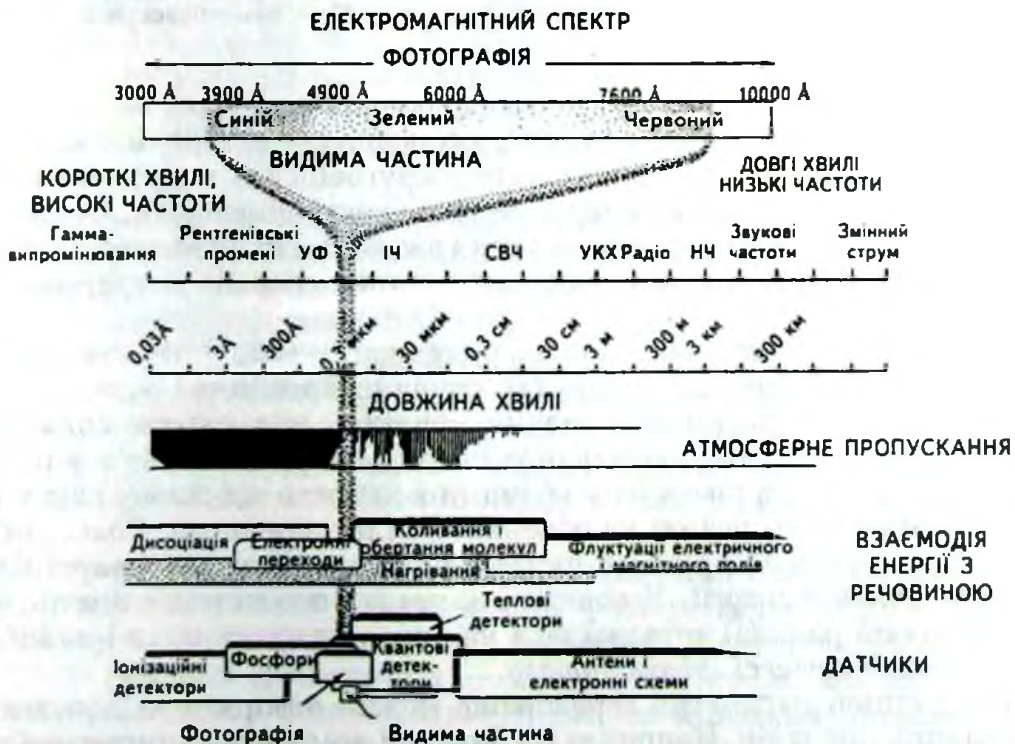 ЕЛЕКТРОМАГНІТНИЙ СПЕКТР
ФОТОГРАФІЯ
3000 Å 3900 Å 4900 Å 6000 Å 7600 Å 10000 Å
Синій Зелений Червоний
ВИДИМА ЧАСТИНА
КОРОТКІ ХВИЛІ,
ВИСОКІ ЧАСТОТИ
ДОВГІ ХВИЛІ
НИЗЬКІ ЧАСТОТИ
Гамма-
випромінювання
Рентгенівські
промені
УФ ІЧ СВЧ УКХ Радіо НЧ
Звукові
частоти
Змінний
струм
0,03Å 3Å 300Å 30 мкм 0,3 см 30 см 3 м 300 м 3 км 300 км
ДОВЖИНА ХВИЛІ
АТМОСФЕРНЕ ПРОПУСКАННЯ
Дисоціація
Електронні
переходи
Коливання і
обертання молекул
Нагрівання
Флуктуації електричного
магнітного полів
ВЗАЄМОДІЯ
ЕНЕРГІЇ З
РЕЧОВИНОЮ
Теплові
детектори
Іонізаційні
детектори
Фосфори
Квантові
детек-
тори
Антени і
електронні схеми
ДАТЧИКИ
Фотографія Видима частина